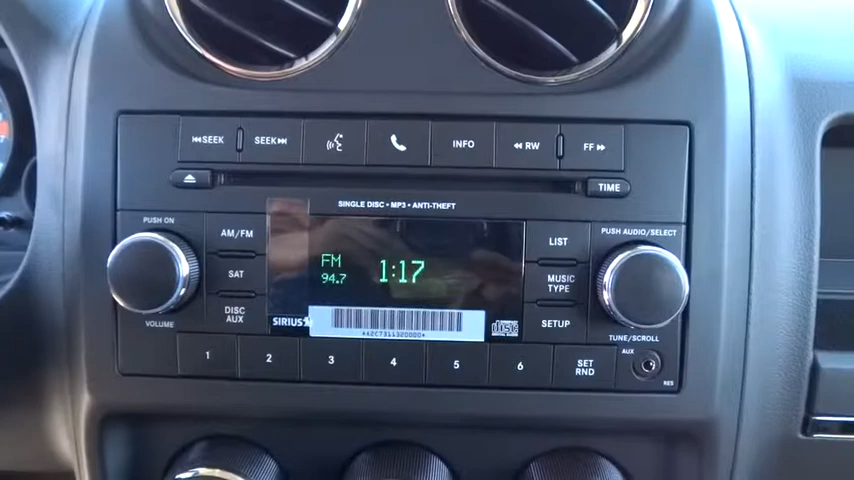 SEEK
SEEK
INFO
RW
FF
TIME
SINGLE DISC • MP3 • ANTI-THEFT
PUSH ON
AM/FM
SAT
DISC
AUX
VOLUME
FM
94.7
1:17
SIRIUS
disc
LIST
MUSIC
TYPE
SETUP
PUSH AUDIO/SELECT
TUNE/SCROLL
1
2
3
4
5
6
SET
RND
AUX
RES